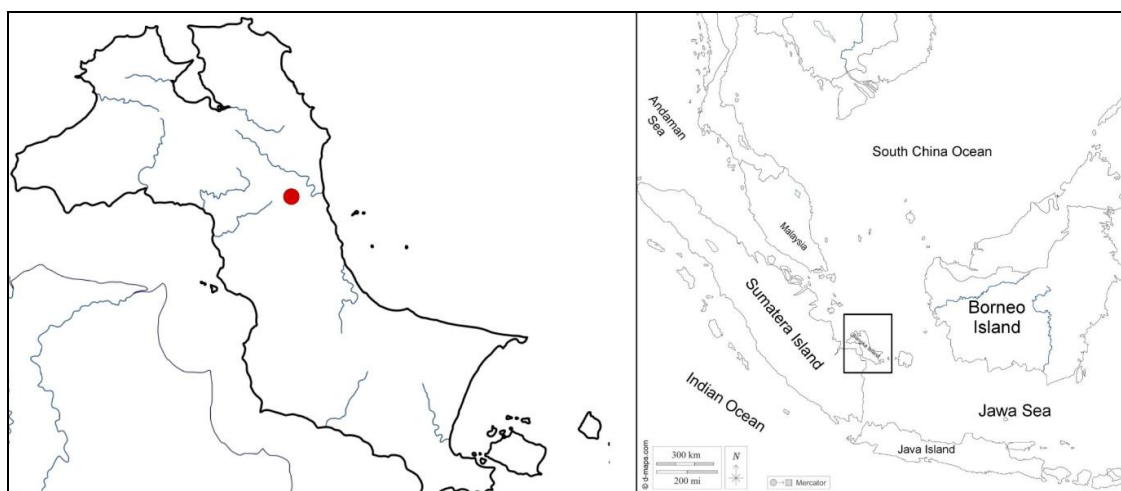 Andaman
Sea
South China Ocean
Malaysia
Sumatera Island
Borneo
Island
Indian Ocean
Jawa Sea
Java Island
300 km
200 mi
N
Mercator
© d-maps.com